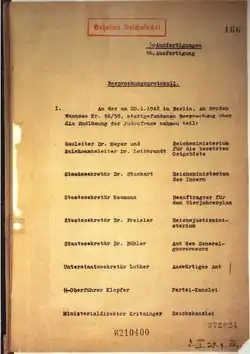 Geheime Reichssache!
166
30 Ausfertigungen
16. Ausfertigung
Besprechungsprotokoll.
I. An der am 20.1.1942 in Berlin, Am Großen
Wannsee Nr. 56/58, stattgefundenen Besprechung über
die Endlösung der Judenfrage nahmen teil:
Gauleiter Dr. Meyer und Reichsministerium
Reichsamtsleiter Dr. Leibbrandt für die besetzten
Ostgebiete
Staatssekretär Dr. Stuckart Reichsministerium
des Innern
Staatssekretär Neumann Beauftragter für
den Vierjahresplan
Staatssekretär Dr. Freisler Reichsjustizmini-
sterium
Staatssekretär Dr. Bühler Amt des General-
gouverneurs
Unterstaatssekretär Luther Auswärtiges Amt
SS-Oberführer Klopfer Partei-Kanzlei
Ministerialdirektor Kritzinger Reichskanzlei
372024
K210400